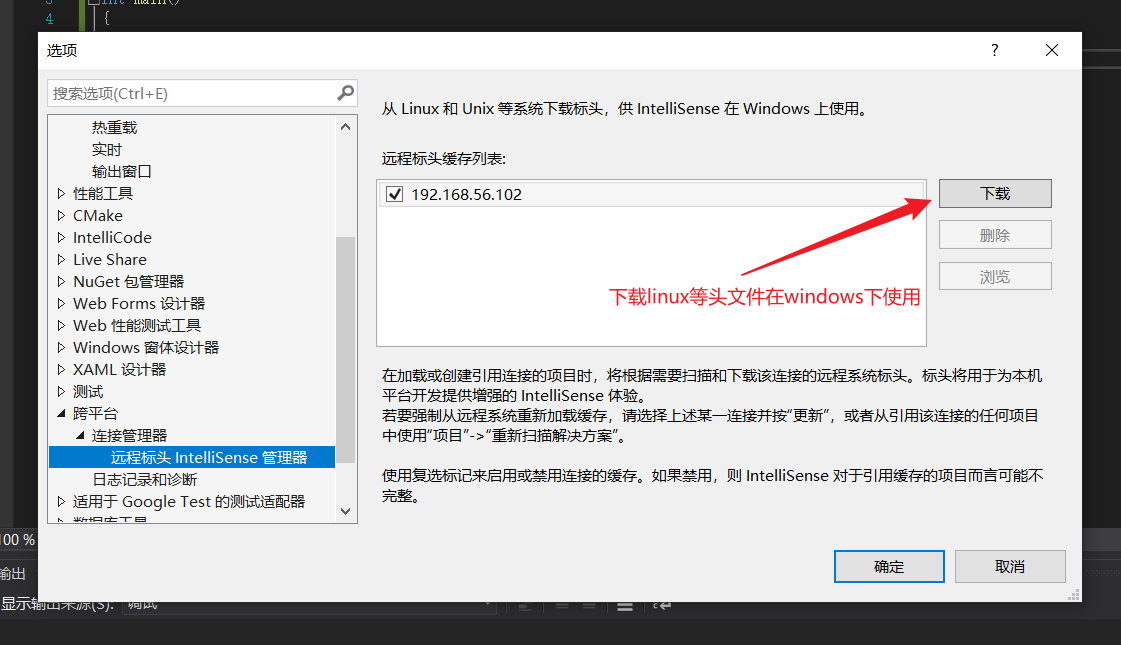 3 int main()
4 {
选项
?
搜索选项(Ctrl+E)
热重载
实时
输出窗口
性能工具
CMake
IntelliCode
Live Share
NuGet 包管理器
Web Forms 设计器
Web 性能测试工具
Windows 窗体设计器
XAML 设计器
测试
跨平台
连接管理器
远程标头 IntelliSense 管理器
日志记录和诊断
适用于 Google Test 的测试适配器
数据库工具
从 Linux 和 Unix 等系统下载标头，供 IntelliSense 在 Windows 上使用。
远程标头缓存列表:
192.168.56.102
下载
删除
浏览
下载linux等头文件在windows下使用
在加载或创建引用连接的项目时，将根据需要扫描和下载该连接的远程系统标头。标头将用于为本机
平台开发提供增强的 IntelliSense 体验。
若要强制从远程系统重新加载缓存，请选择上述某一连接并按“更新”，或者从引用该连接的任何项目
中使用“项目”->“重新扫描解决方案”。
使用复选标记来启用或禁用连接的缓存。如果禁用，则 IntelliSense 对于引用缓存的项目而言可能不
完整。
确定
取消
100 %
输出
显示输出来源(S): 调试